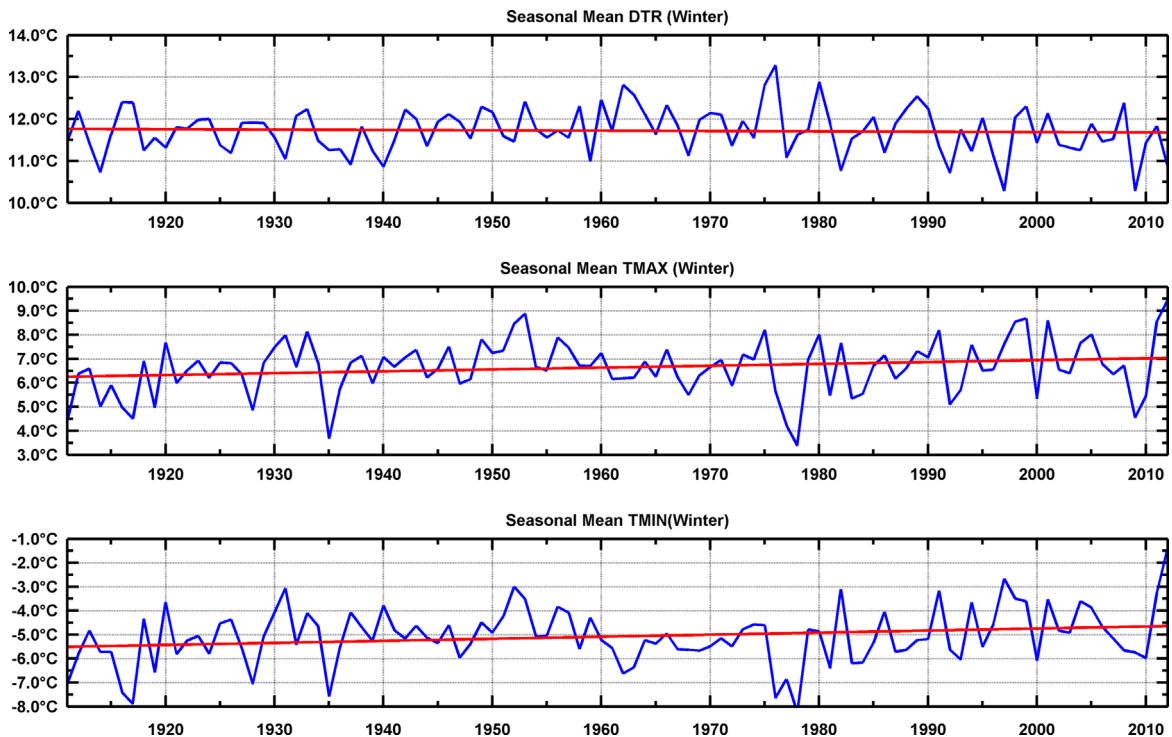 Seasonal Mean DTR (Winter)
14.0°C
13.0°C
12.0°C
11.0°C
10.0°C
1920 1930 1940 1950 1960 1970 1980 1990 2000 2010
Seasonal Mean TMAX (Winter)
10.0°C
9.0°C
8.0°C
7.0°C
6.0°C
5.0°C
4.0°C
3.0°C
1920 1930 1940 1950 1960 1970 1980 1990 2000 2010
Seasonal Mean TMIN(Winter)
-1.0°C
-2.0°C
-3.0°C
-4.0°C
-5.0°C
-6.0°C
-7.0°C
-8.0°C
1920 1930 1940 1950 1960 1970 1980 1990 2000 2010